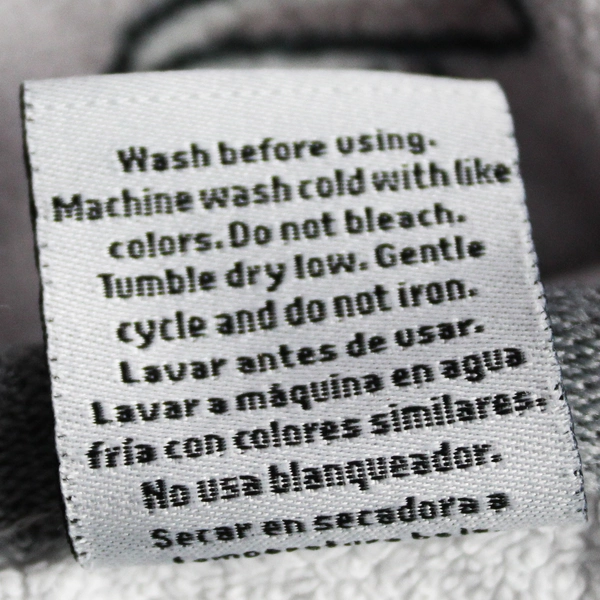 Wash before using.
Machine wash cold with like
colors. Do not bleach.
Tumble dry low. Gentle
cycle and do not iron.
Lavar antes de usar.
Lavar a máquina en agua
fría con colores similares.
No usa blanqueador.
Secar en secadora a